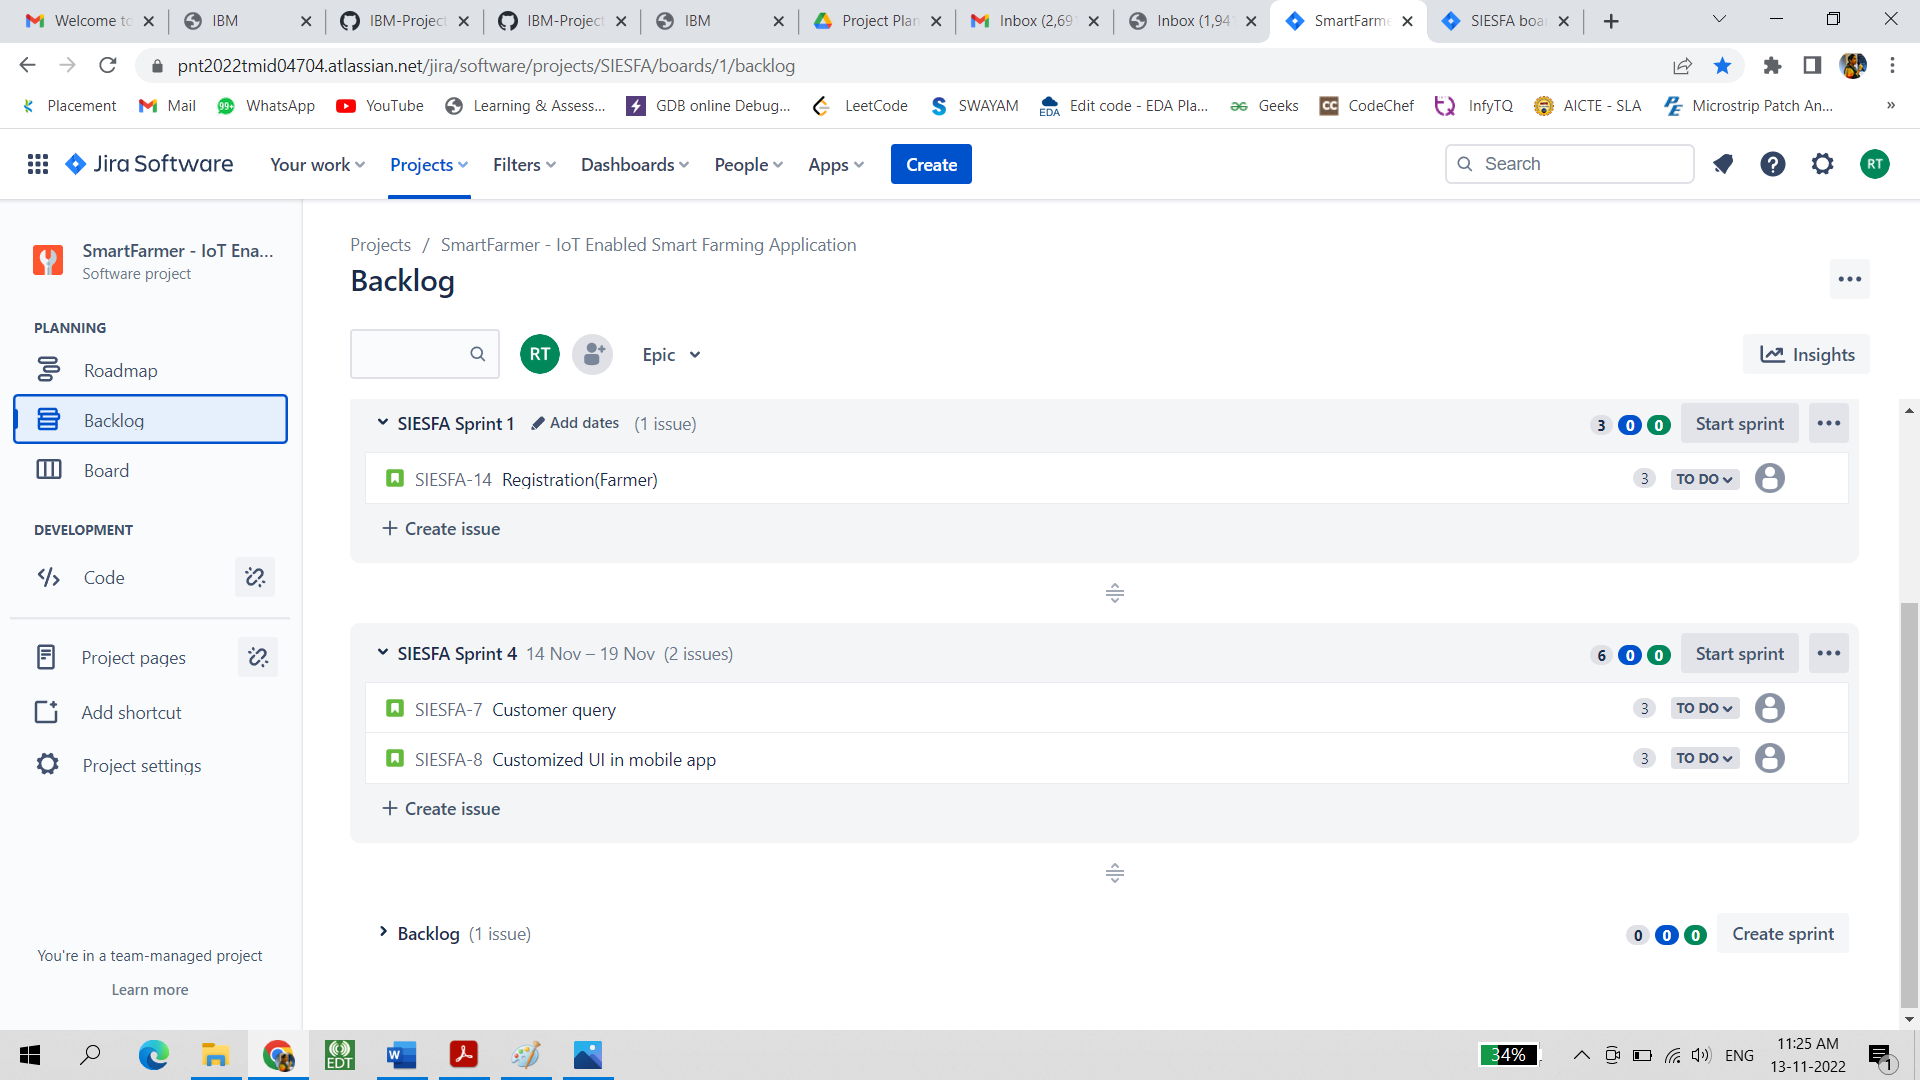 Welcome to
IBM
IBM-Project
IBM-Project
IBM
Project Plan
Inbox (2,69
Inbox (1,94
SmartFarme
SIESFA boa
pnt2022tmid04704.atlassian.net/jira/software/projects/SIESFA/boards/1/backlog
Placement
Mail
99+
WhatsApp
YouTube
Learning & Assess...
GDB online Debug...
LeetCode
SWAYAM
EDA
Edit code - EDA Pla...
Geeks
CC
CodeChef
InfyTQ
AICTE - SLA
Microstrip Patch An...
»
Jira Software
Your work
Projects
Filters
Dashboards
People
Apps
Create
Search
RT
SmartFarmer - IoT Ena...
Software project
PLANNING
Roadmap
Backlog
Board
DEVELOPMENT
Code
Project pages
Add shortcut
Project settings
You're in a team-managed project
Learn more
Projects / SmartFarmer - IoT Enabled Smart Farming Application
Backlog
RT
Epic
Insights
SIESFA Sprint 1 Add dates (1 issue)
3 0 0 Start sprint
SIESFA-14 Registration(Farmer)
3 TO DO
+ Create issue
SIESFA Sprint 4 14 Nov – 19 Nov (2 issues)
6 0 0 Start sprint
SIESFA-7 Customer query
3 TO DO
SIESFA-8 Customized UI in mobile app
3 TO DO
+ Create issue
Backlog (1 issue)
0 0 0 Create sprint
EDT
W
34%
ENG
11:25 AM
13-11-2022
1